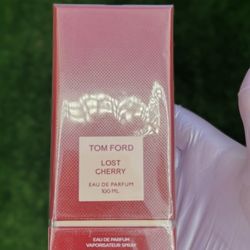 TOM FORD
LOST
CHERRY
EAU DE PARFUM
100 ML
EAU DE PARFUM
VAPORISATEUR SPRAY